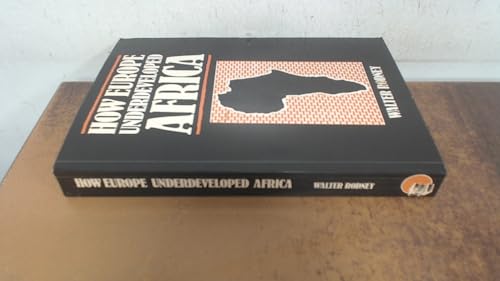 HOW EUROPE
UNDERDEVELOPED
AFRICA
WALTER RODNEY
HOW EUROPE UNDERDEVELOPED AFRICA WALTER RODNEY